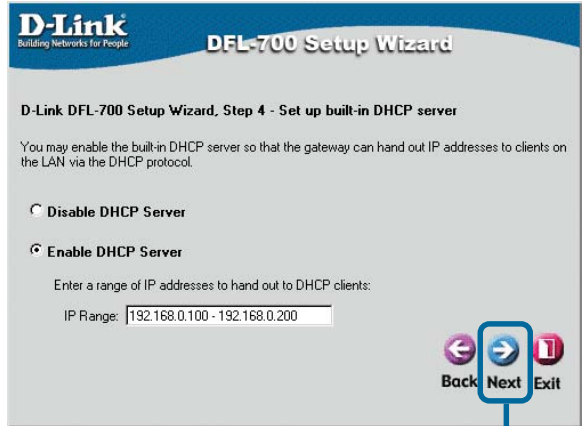 D-Link
Building Networks for People
DFL-700 Setup Wizard
D-Link DFL-700 Setup Wizard, Step 4 - Set up built-in DHCP server
You may enable the built-in DHCP server so that the gateway can hand out IP addresses to clients on
the LAN via the DHCP protocol.
Disable DHCP Server
Enable DHCP Server
Enter a range of IP addresses to hand out to DHCP clients:
IP Range: 192.168.0.100 - 192.168.0.200
Back Next Exit